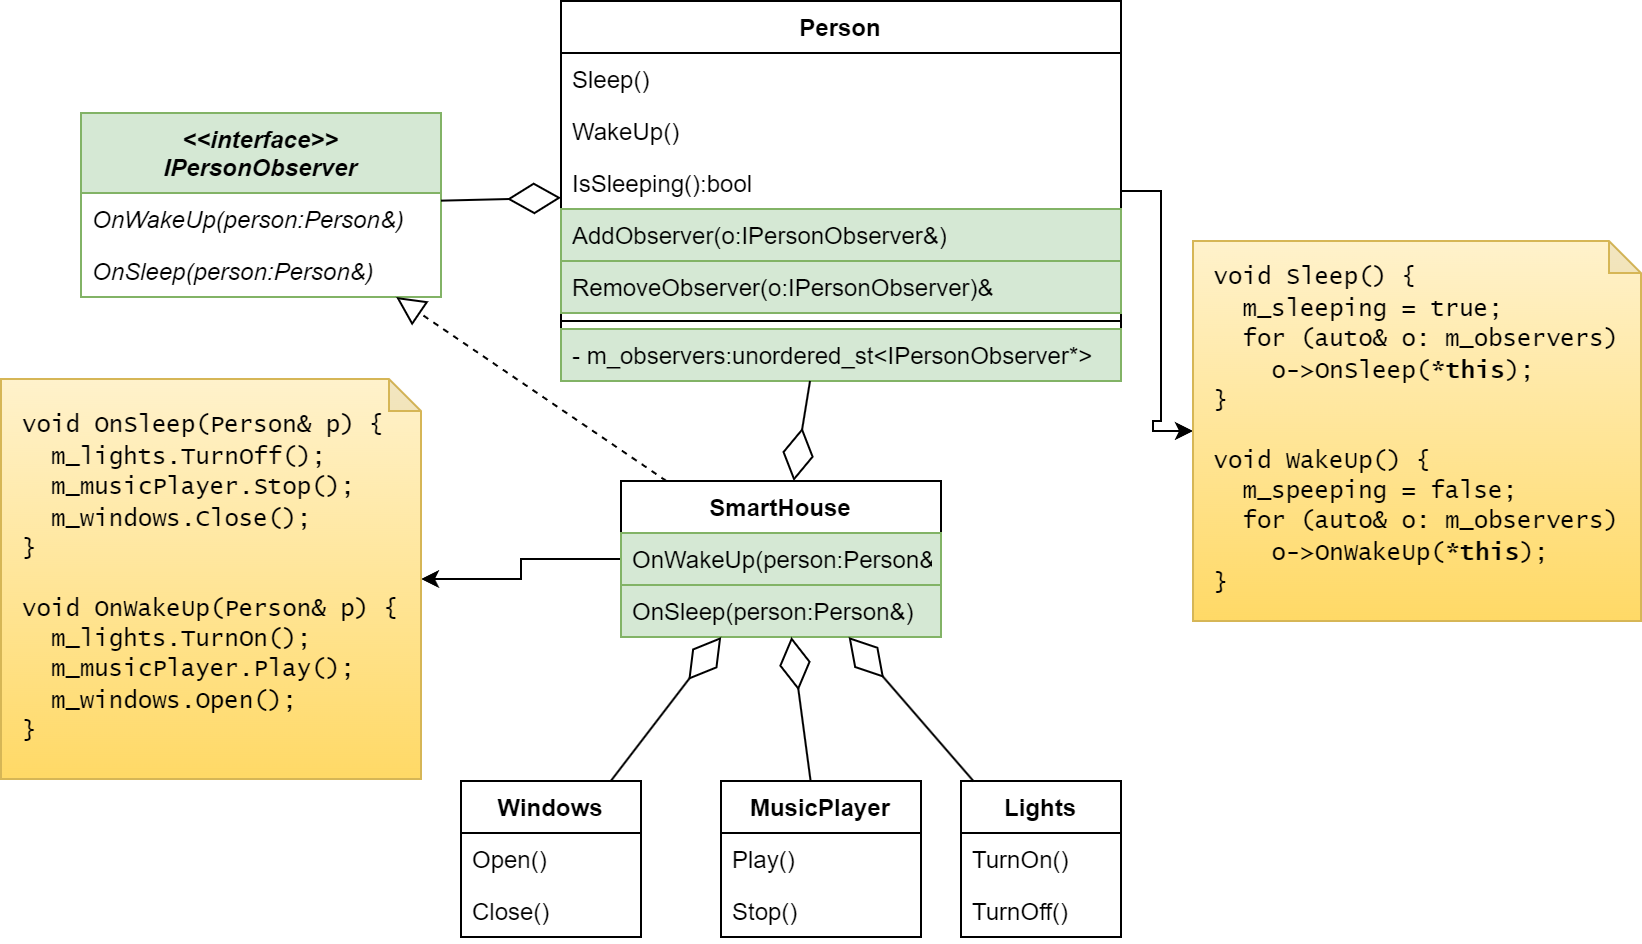 Person
Sleep()
WakeUp()
IsSleeping():bool
AddObserver(o:IPersonObserver&)
RemoveObserver(o:IPersonObserver)&
- m_observers:unordered_st<IPersonObserver*>
<<interface>>
IPersonObserver
OnWakeUp(person:Person&)
OnSleep(person:Person&)
void Sleep() {
  m_sleeping = true;
  for (auto& o: m_observers)
    o->OnSleep(*this);
}
void WakeUp() {
  m_speeping = false;
  for (auto& o: m_observers)
    o->OnWakeUp(*this);
}
void OnSleep(Person& p) {
  m_lights.TurnOff();
  m_musicPlayer.Stop();
  m_windows.Close();
}
void OnWakeUp(Person& p) {
  m_lights.TurnOn();
  m_musicPlayer.Play();
  m_windows.Open();
}
SmartHouse
OnWakeUp(person:Person&
OnSleep(person:Person&)
Windows
Open()
Close()
MusicPlayer
Play()
Stop()
Lights
TurnOn()
TurnOff()